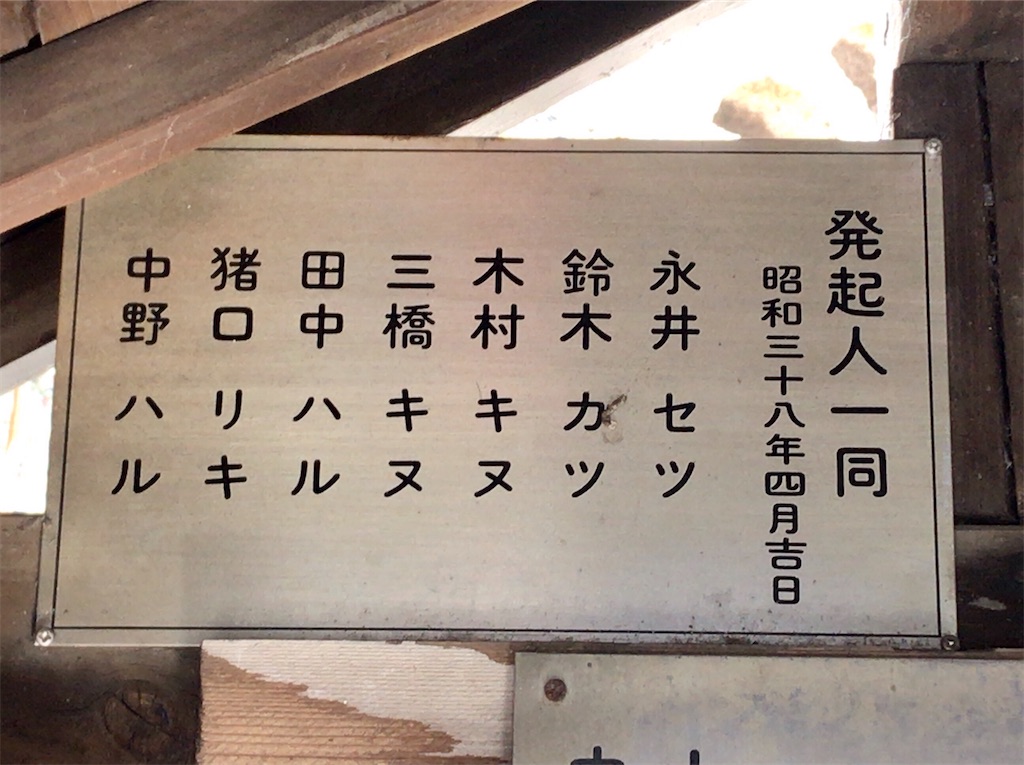 発起人一同
昭和三十八年四月吉日
永井 セツ
鈴木 カツ
木村 キヌ
三橋 キヌ
田中 ハル
猪口 リキ
中野 ハル